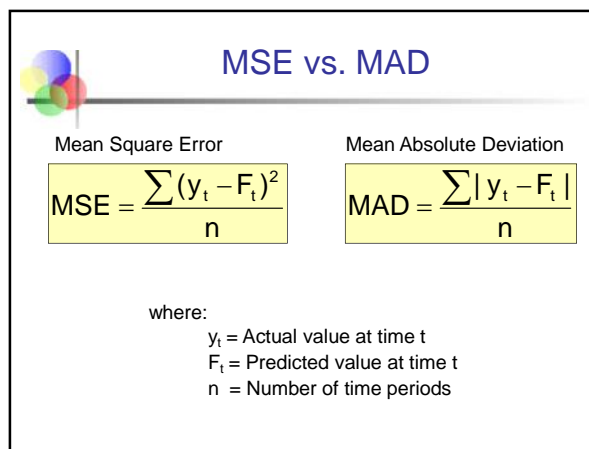 MSE vs. MAD
Mean Square Error
MSE = ∑(yₜ – Fₜ)² / n
Mean Absolute Deviation
MAD = ∑| yₜ – Fₜ | / n
where:
yₜ = Actual value at time t
Fₜ = Predicted value at time t
n = Number of time periods